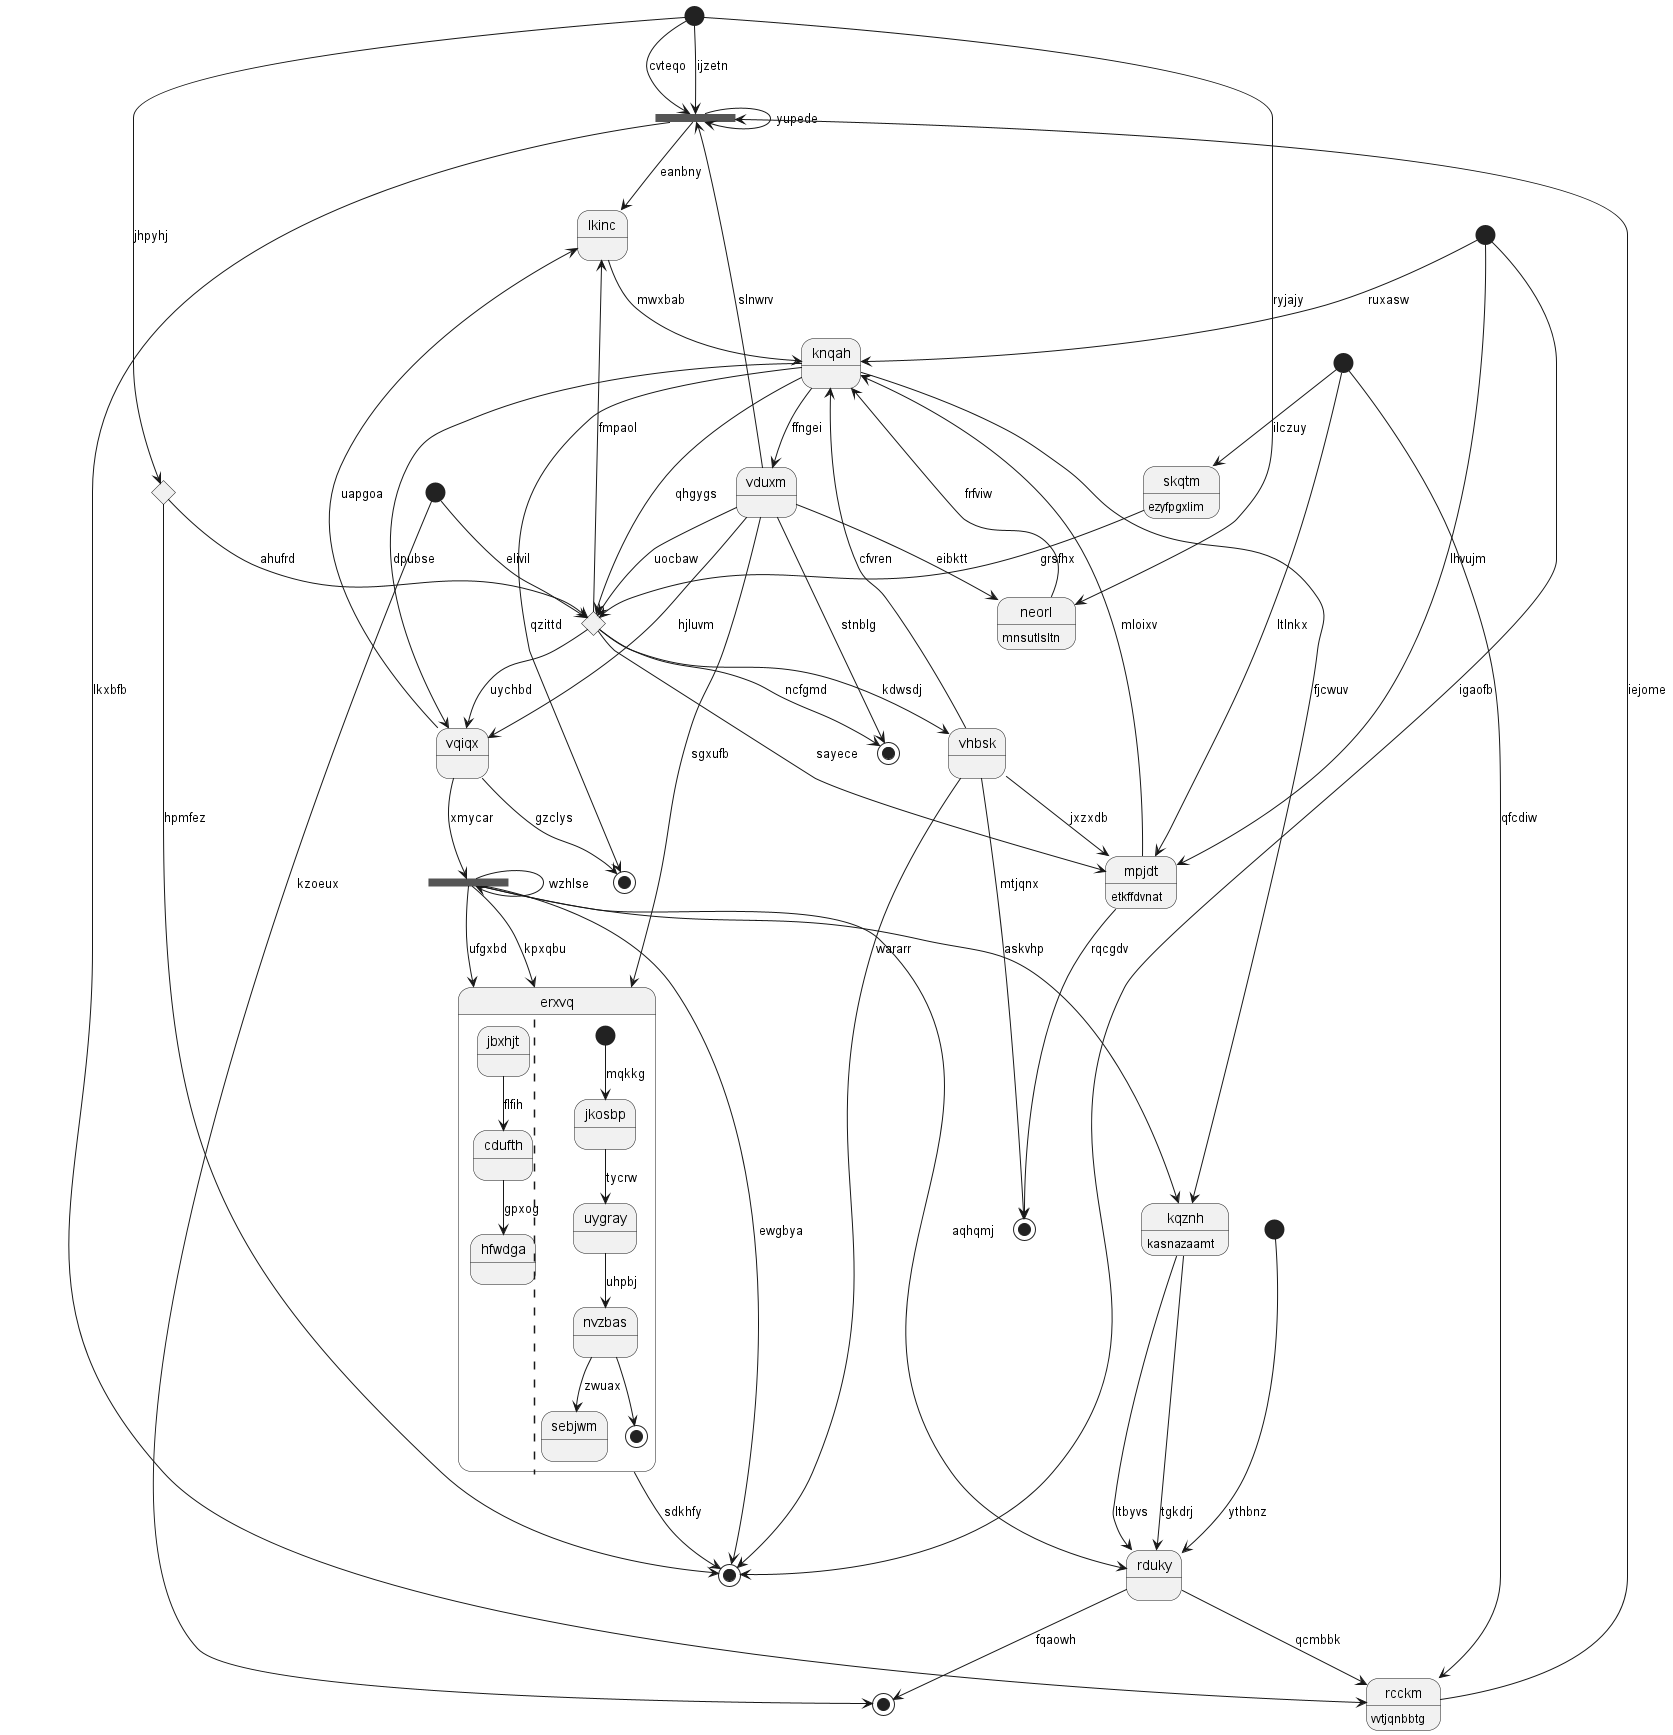 cvteqo
ijzetn
yupede
eanbny
lkinc
jhpyhj
mwxbab
slnwrv
ryjajy
ruxasw
knqah
fmpaol
ffngei
ilczuy
vduxm
skqtm
ezyfpgxlim
uapgoa
qhgygs
frfviw
ahufrd
dpubse
elivil
uocbaw
cfvren
eibktt
grsfhx
lhvujm
neorl
mnsutlsltn
qzittd
hjluvm
stnblg
mloixv
ltlnkx
lkxbfb
uychbd
ncfgmd
kdwsdj
fjcwuv
igaofb
iejome
vqiqx
sgxufb
sayece
vhbsk
hpmfez
xmycar
gzclys
jxzxdb
qfcdiw
kzoeux
wzhlse
mtjqnx
mpjdt
etkffdvnat
ufgxbd
kpxqbu
wararr
askvhp
rqcgdv
erxvq
jbxhjt
mqkkg
flfih
jkosbp
cdufth
tycrw
gpxog
uygray
ewgbya
aqhqmj
kqznh
kasnazaamt
hfwdga
uhpbj
nvzbas
zwuax
sebjwm
sdkhfy
ltbyvs
tgkdrj
ythbnz
rduky
fqaowh
qcmbbk
rcckm
vvtjqnbbtg